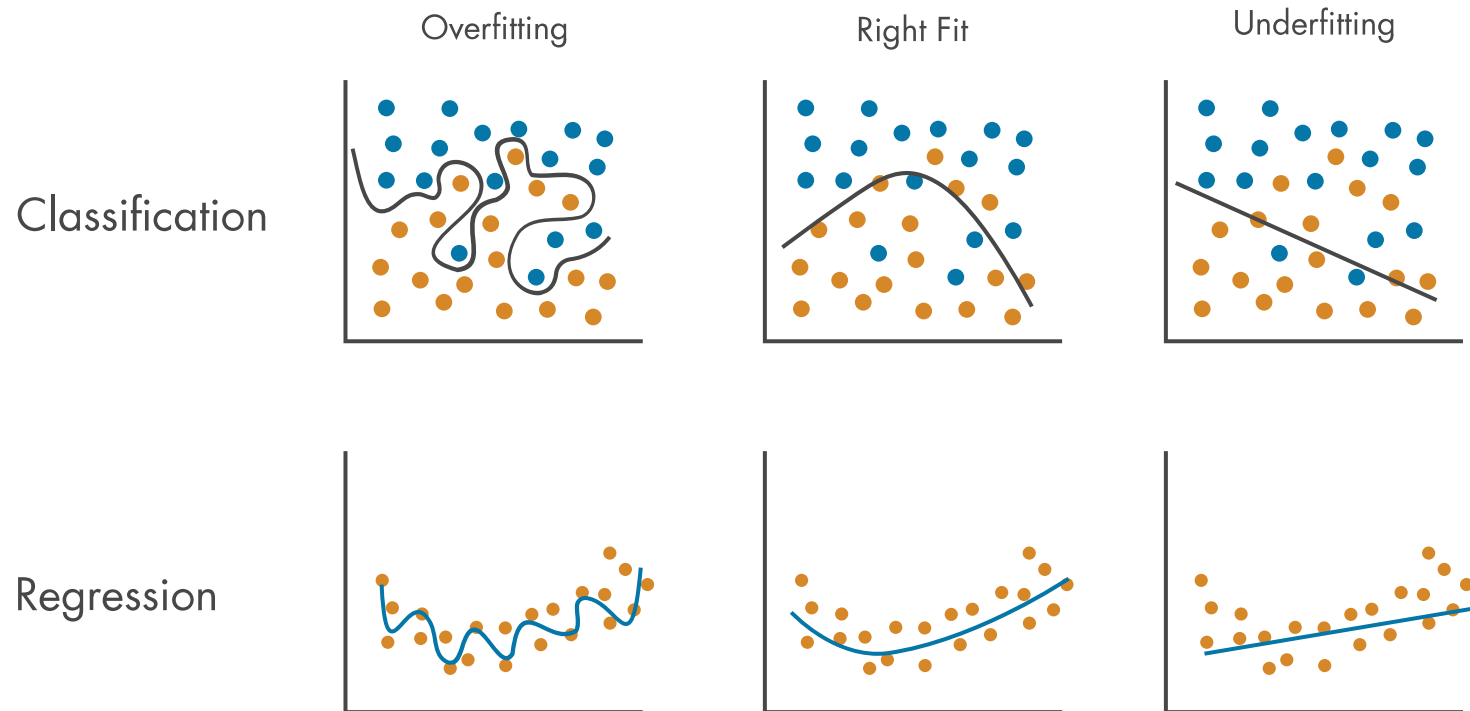 Overfitting
Right Fit
Underfitting
Classification
Regression